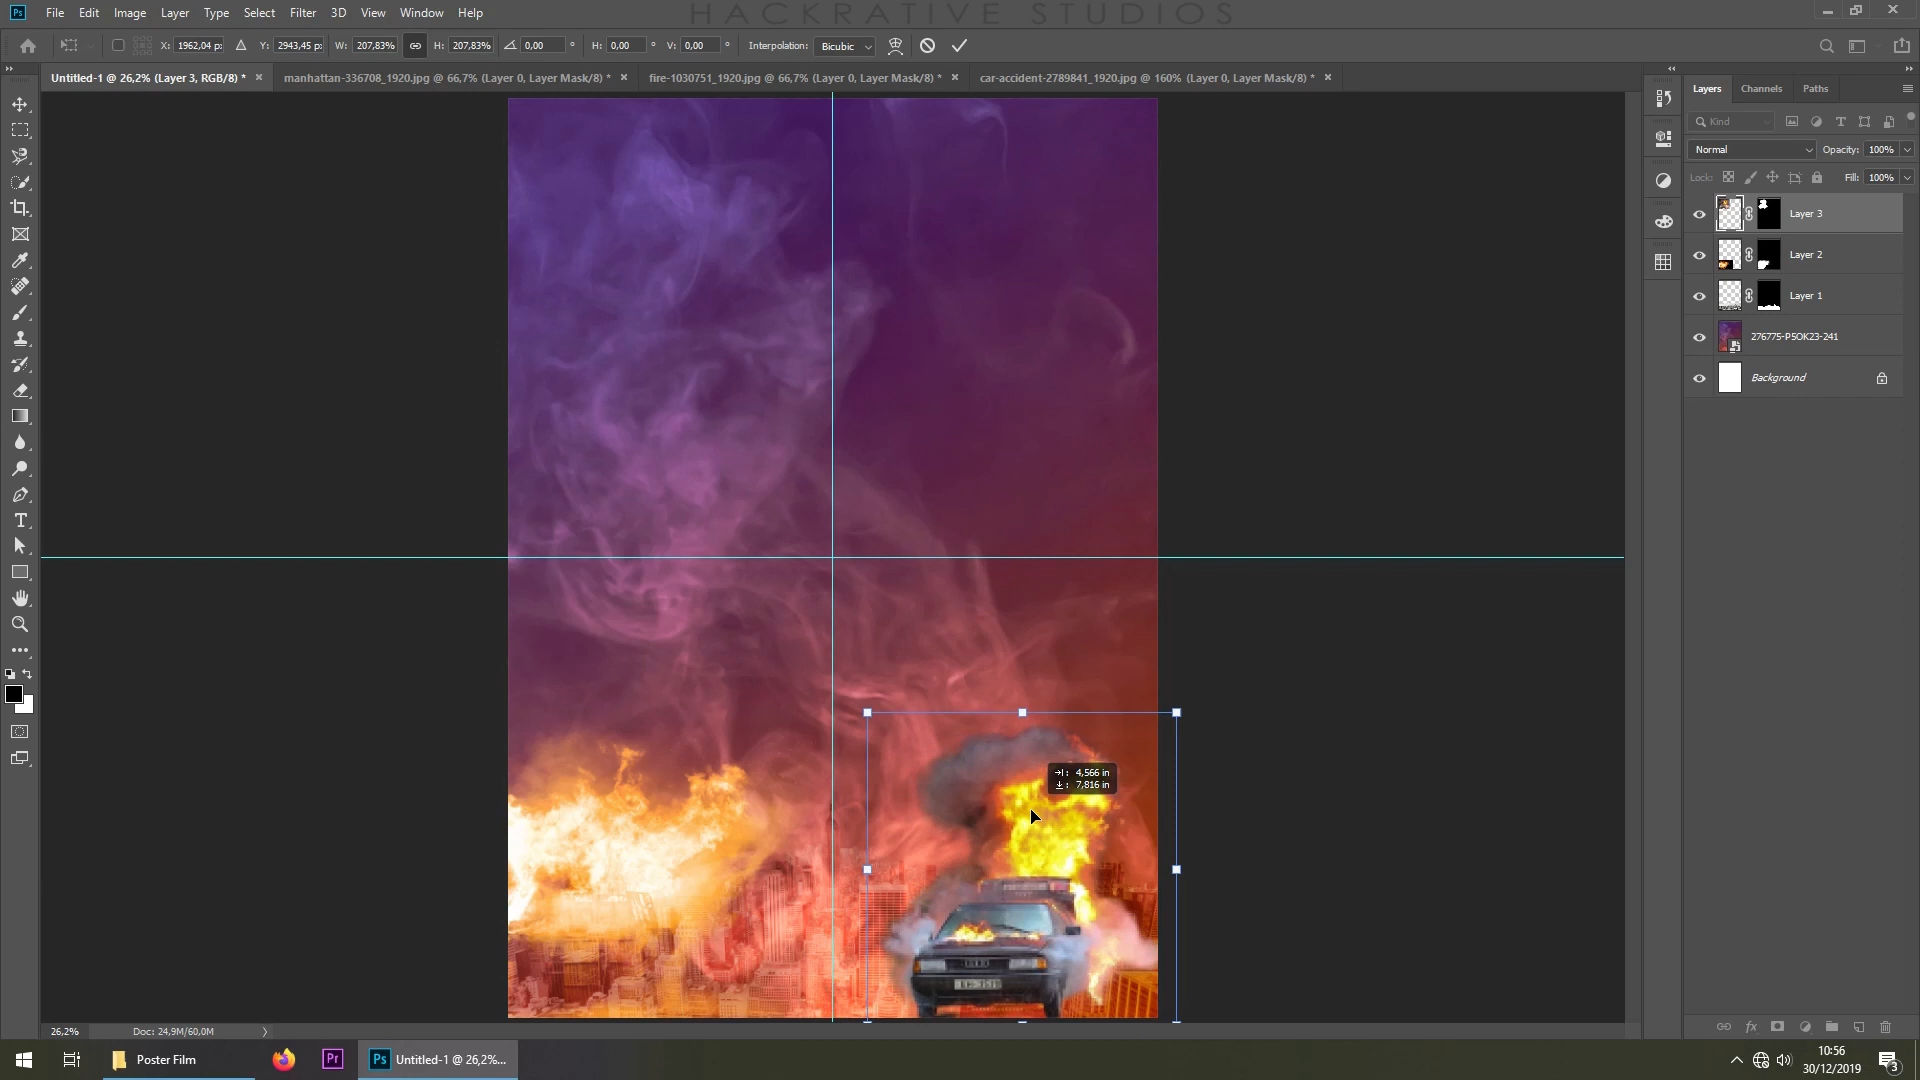 HACKRATIVE STUDIOS
Ps File Edit Image Layer Type Select Filter 3D View Window Help
X: 1962,04 p: Y: 2943,45 p: W: 207,83% H: 207,83% 0,00 ° H: 0,00 ° V: 0,00 ° Interpolation: Bicubic
Untitled-1 @ 26,2% (Layer 3, RGB/8) * × manhattan-336708_1920.jpg @ 66,7% (Layer 0, Layer Mask/8) * × fire-1030751_1920.jpg @ 66,7% (Layer 0, Layer Mask/8) * × car-accident-2789841_1920.jpg @ 160% (Layer 0, Layer Mask/8) * ×
Layers Channels Paths
Kind
Normal Opacity: 100%
Lock: Fill: 100%
Layer 3
Layer 2
Layer 1
276775-P5OK23-241
Background
4,566 in
7,816 in
26,2% Doc: 24,9M/60,0M
Poster Film Pr Ps Untitled-1 @ 26,2%...
10:56
30/12/2019
3